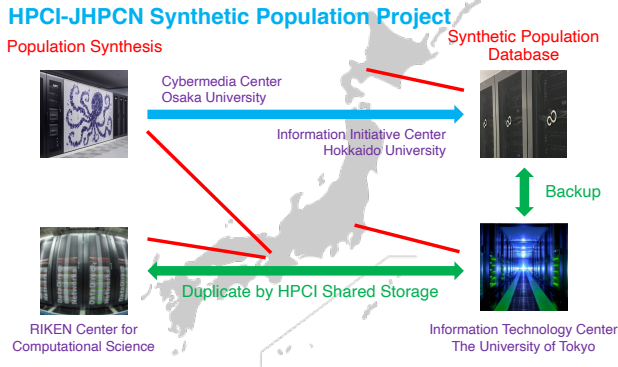 HPCI-JHPCN Synthetic Population Project
Population Synthesis
Synthetic Population
Database
Cybermedia Center
Osaka University
Information Initiative Center
Hokkaido University
Backup
Duplicate by HPCI Shared Storage
RIKEN Center for
Computational Science
Information Technology Center
The University of Tokyo